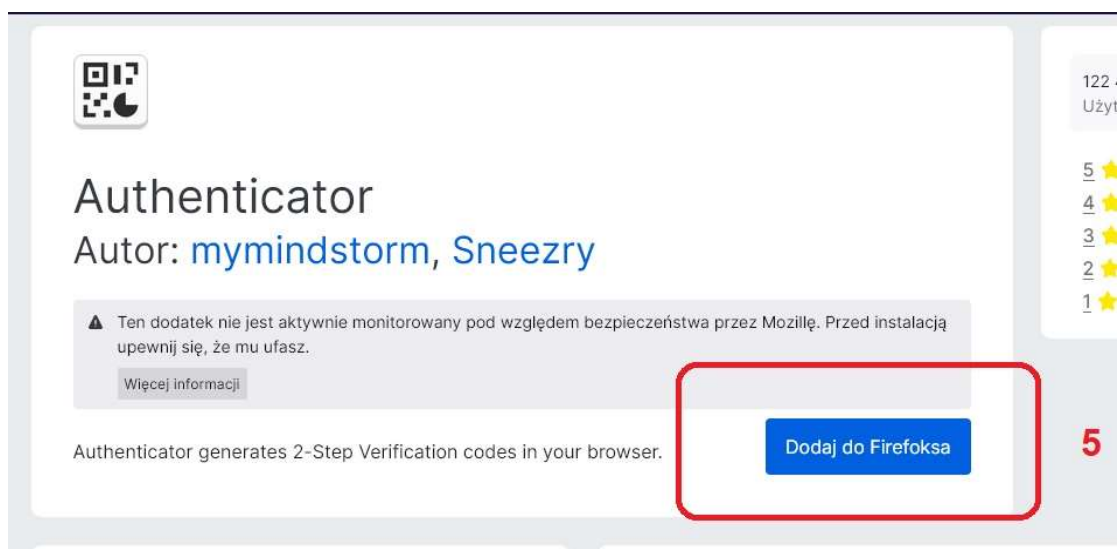 Authenticator
Autor: mymindstorm, Sneezry
Ten dodatek nie jest aktywnie monitorowany pod względem bezpieczeństwa przez Mozillę. Przed instalacją
upewnij się, że mu ufasz.
Więcej informacji
Authenticator generates 2-Step Verification codes in your browser.
Dodaj do Firefoksa
122
5
4
3
2
1
5